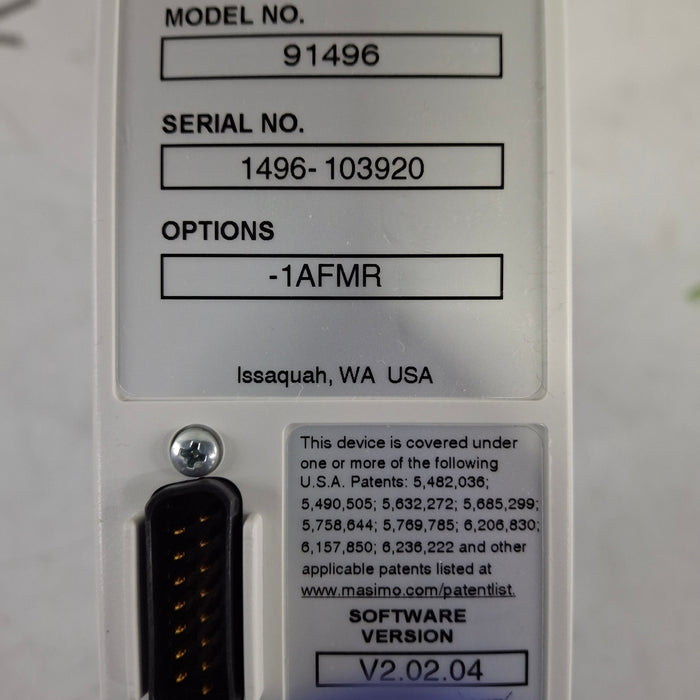 MODEL NO.
91496
SERIAL NO.
1496-103920
OPTIONS
-1AFMR
Issaquah, WA USA
This device is covered under
one or more of the following
U.S.A. Patents: 5,482,036;
5,490,505; 5,632,272; 5,685,299;
5,758,644; 5,769,785; 6,206,830;
6,157,850; 6,236,222 and other
applicable patents listed at
www.masimo.com/patentlist.
SOFTWARE
VERSION
V2.02.04